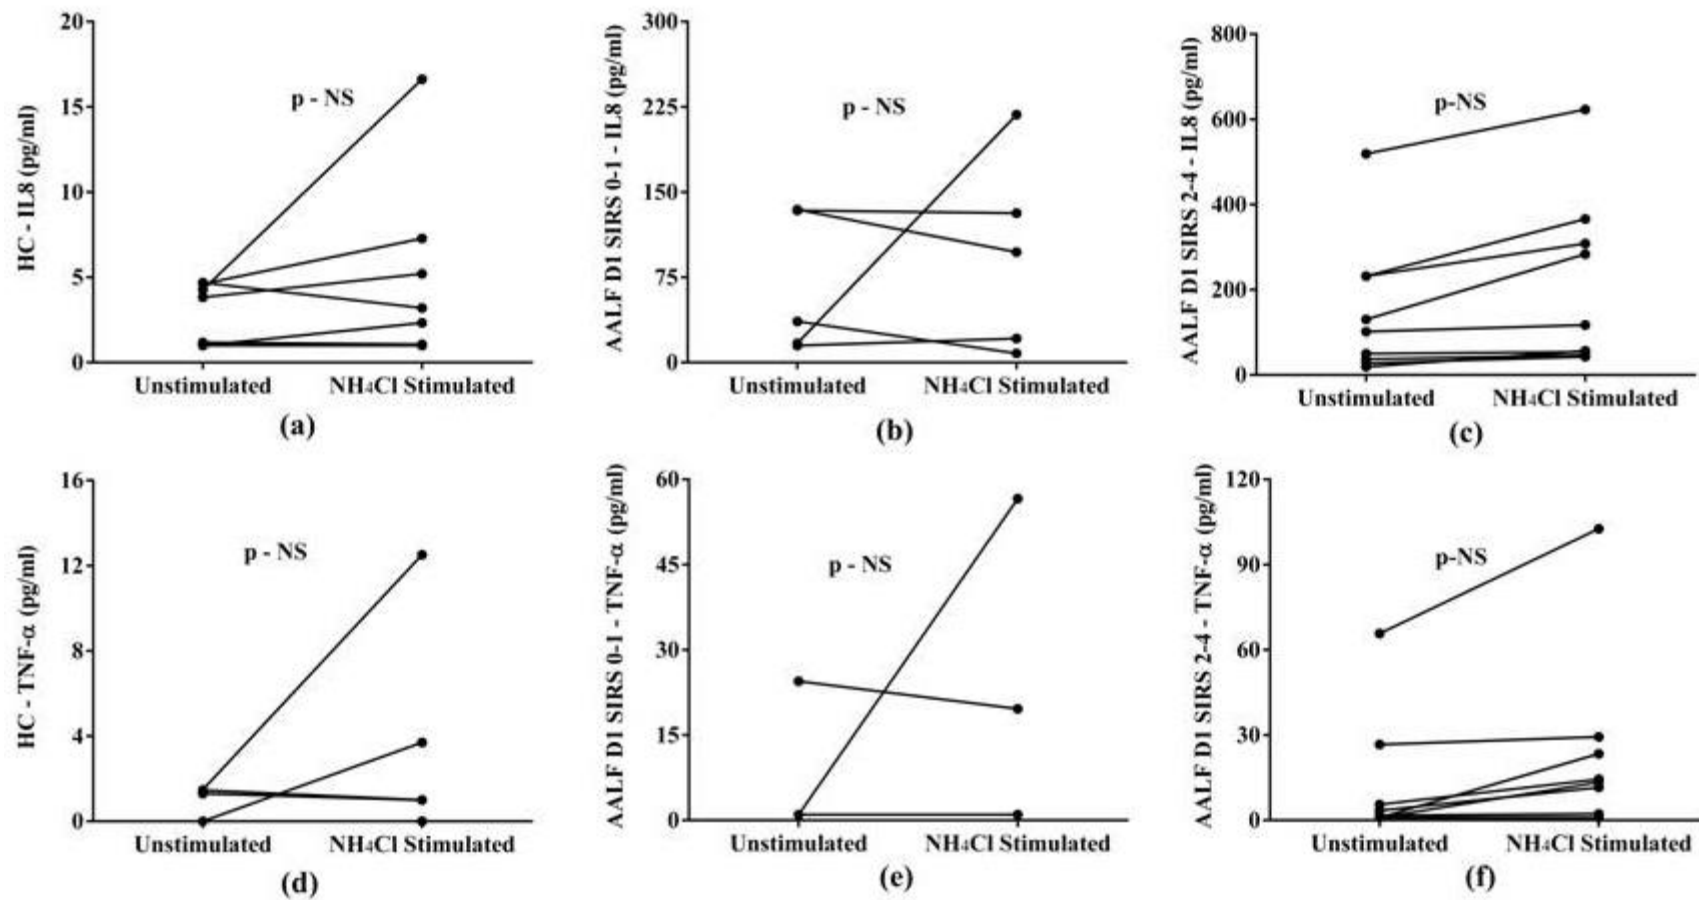 HC - IL8 (pg/ml)
20
15
10
5
0
p - NS
Unstimulated
NH₄Cl Stimulated
(a)
AALF D1 SIRS 0-1 - IL8 (pg/ml)
300
225
150
75
0
p - NS
Unstimulated
NH₄Cl Stimulated
(b)
AALF D1 SIRS 2-4 - IL8 (pg/ml)
800
600
400
200
0
p-NS
Unstimulated
NH₄Cl Stimulated
(c)
HC - TNF-α (pg/ml)
16
12
8
4
0
p - NS
Unstimulated
NH₄Cl Stimulated
(d)
AALF D1 SIRS 0-1 - TNF-α (pg/ml)
60
45
30
15
0
p - NS
Unstimulated
NH₄Cl Stimulated
(e)
AALF D1 SIRS 2-4 - TNF-α (pg/ml)
120
90
60
30
0
p-NS
Unstimulated
NH₄Cl Stimulated
(f)